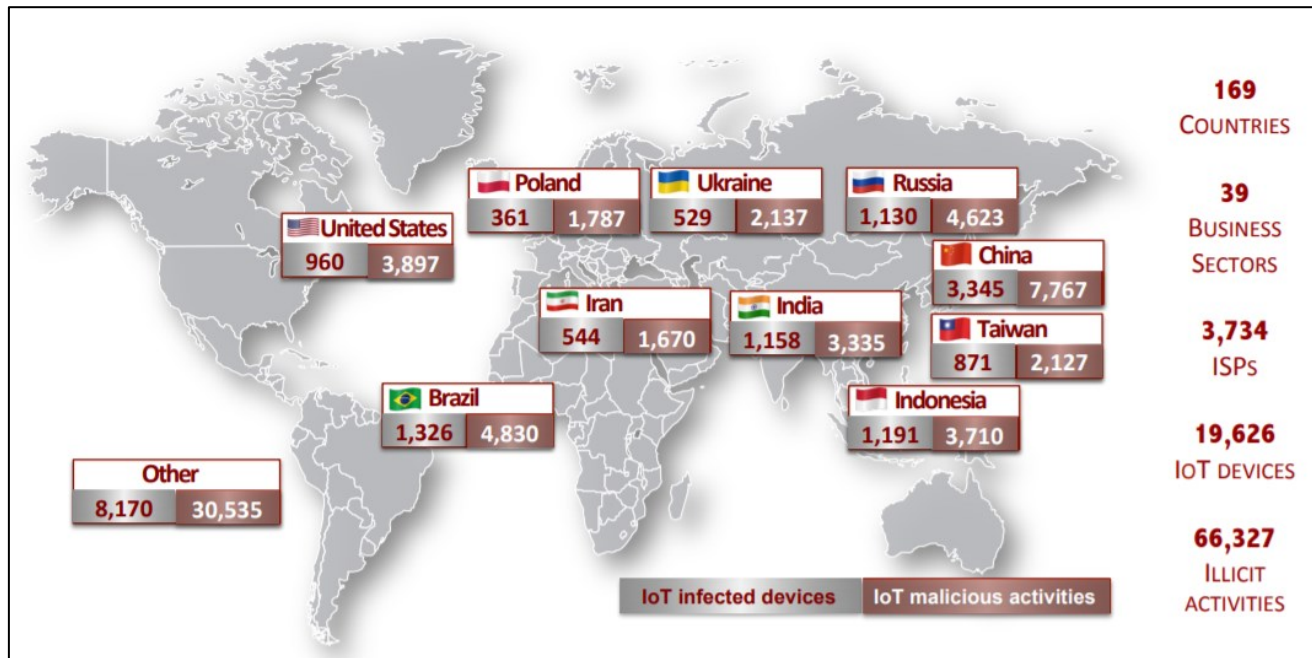 169
COUNTRIES
Poland
361 1,787
Ukraine
529 2,137
Russia
1,130 4,623
39
BUSINESS
SECTORS
United States
960 3,897
China
3,345 7,767
Iran
544 1,670
India
1,158 3,335
Taiwan
871 2,127
3,734
ISPs
Brazil
1,326 4,830
Indonesia
1,191 3,710
19,626
IoT DEVICES
Other
8,170 30,535
66,327
ILLICIT
ACTIVITIES
IoT infected devices IoT malicious activities